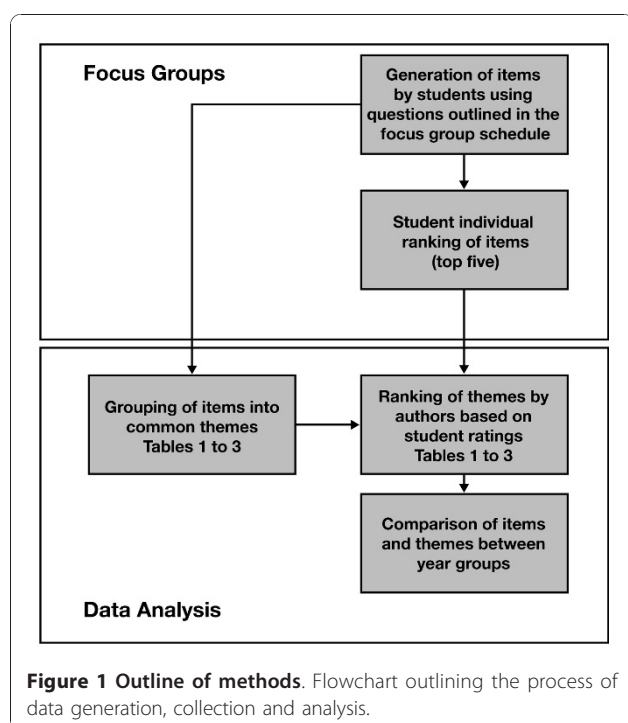 Focus Groups
Generation of items
by students using
questions outlined in the
focus group schedule
Student individual
ranking of items
(top five)
Grouping of items into
common themes
Tables 1 to 3
Ranking of themes by
authors based on
student ratings
Tables 1 to 3
Comparison of items
and themes between
year groups
Data Analysis
Figure 1 Outline of methods. Flowchart outlining the process of
data generation, collection and analysis.